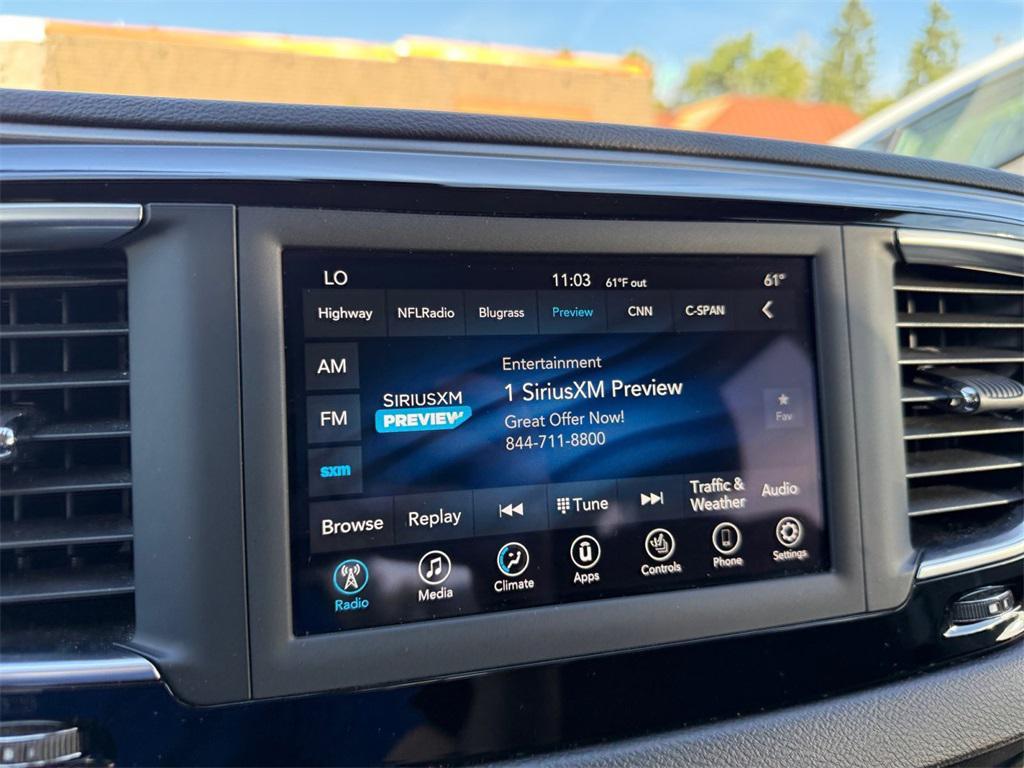 LO 11:03 61°F out 61°
Highway NFLRadio Blugrass Preview CNN C-SPAN
AM
FM
sxm
SIRIUSXM
PREVIEW
Entertainment
1 SiriusXM Preview
Great Offer Now!
844-711-8800
Fav
Browse Replay Tune Traffic & Weather Audio
Radio Media Climate Apps Controls Phone Settings